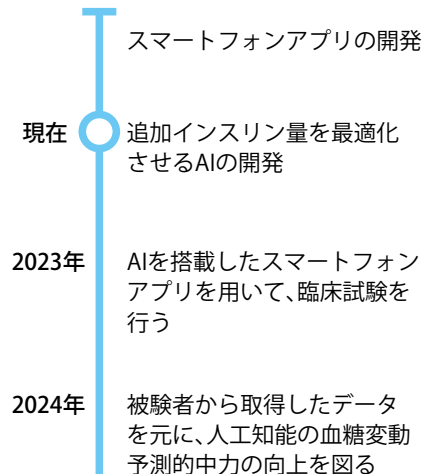 スマートフォンアプリの開発
現在
追加インスリン量を最適化
させるAIの開発
2023年
AIを搭載したスマートフォン
アプリを用いて、臨床試験を
行う
2024年
被験者から取得したデータ
を元に、人工知能の血糖変動
予測的中力の向上を図る